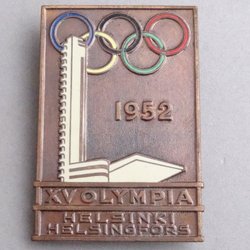 1952
XV OLYMPIA
HELSINKI
HELSINGFORS